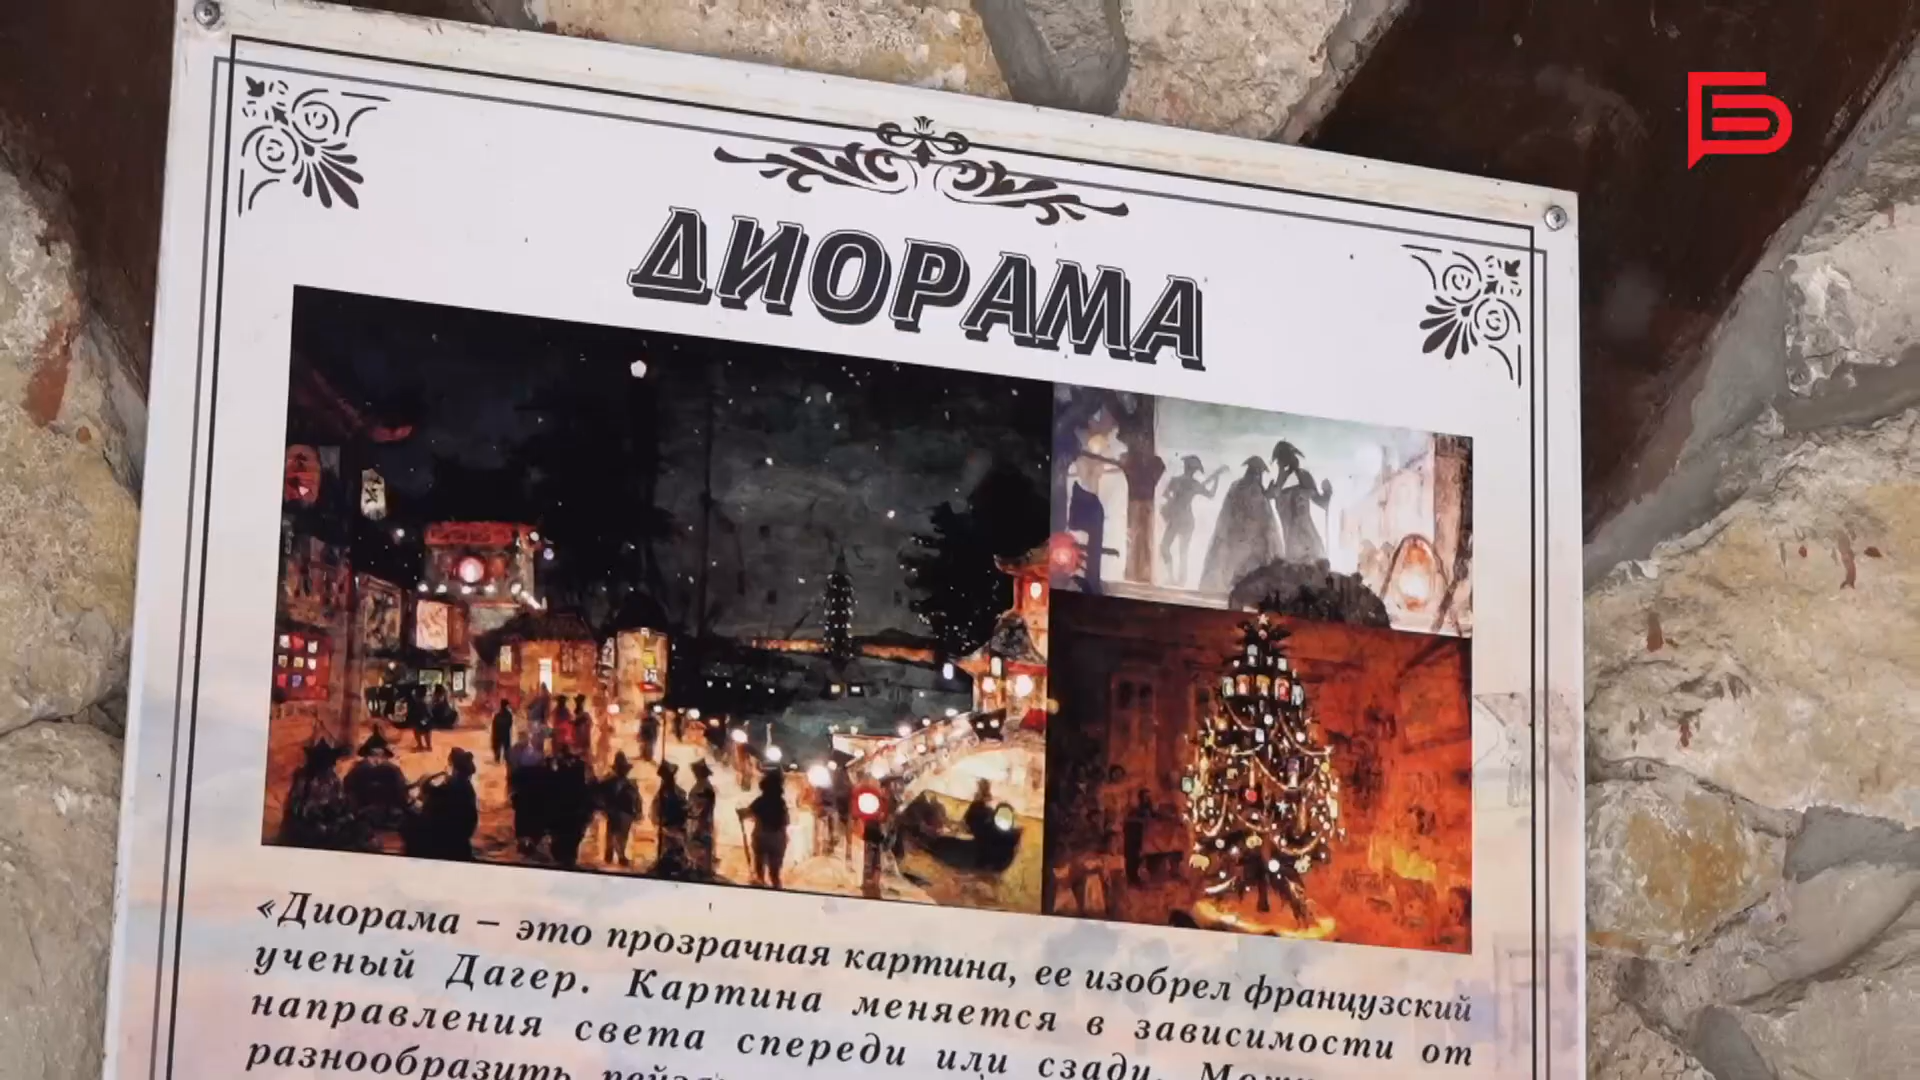 ДИОРАМА
«Диорама – это прозрачная картина, ее изобрел французский
ученый Дагер. Картина меняется в зависимости от
направления света спереди или сзади.
разнообразить